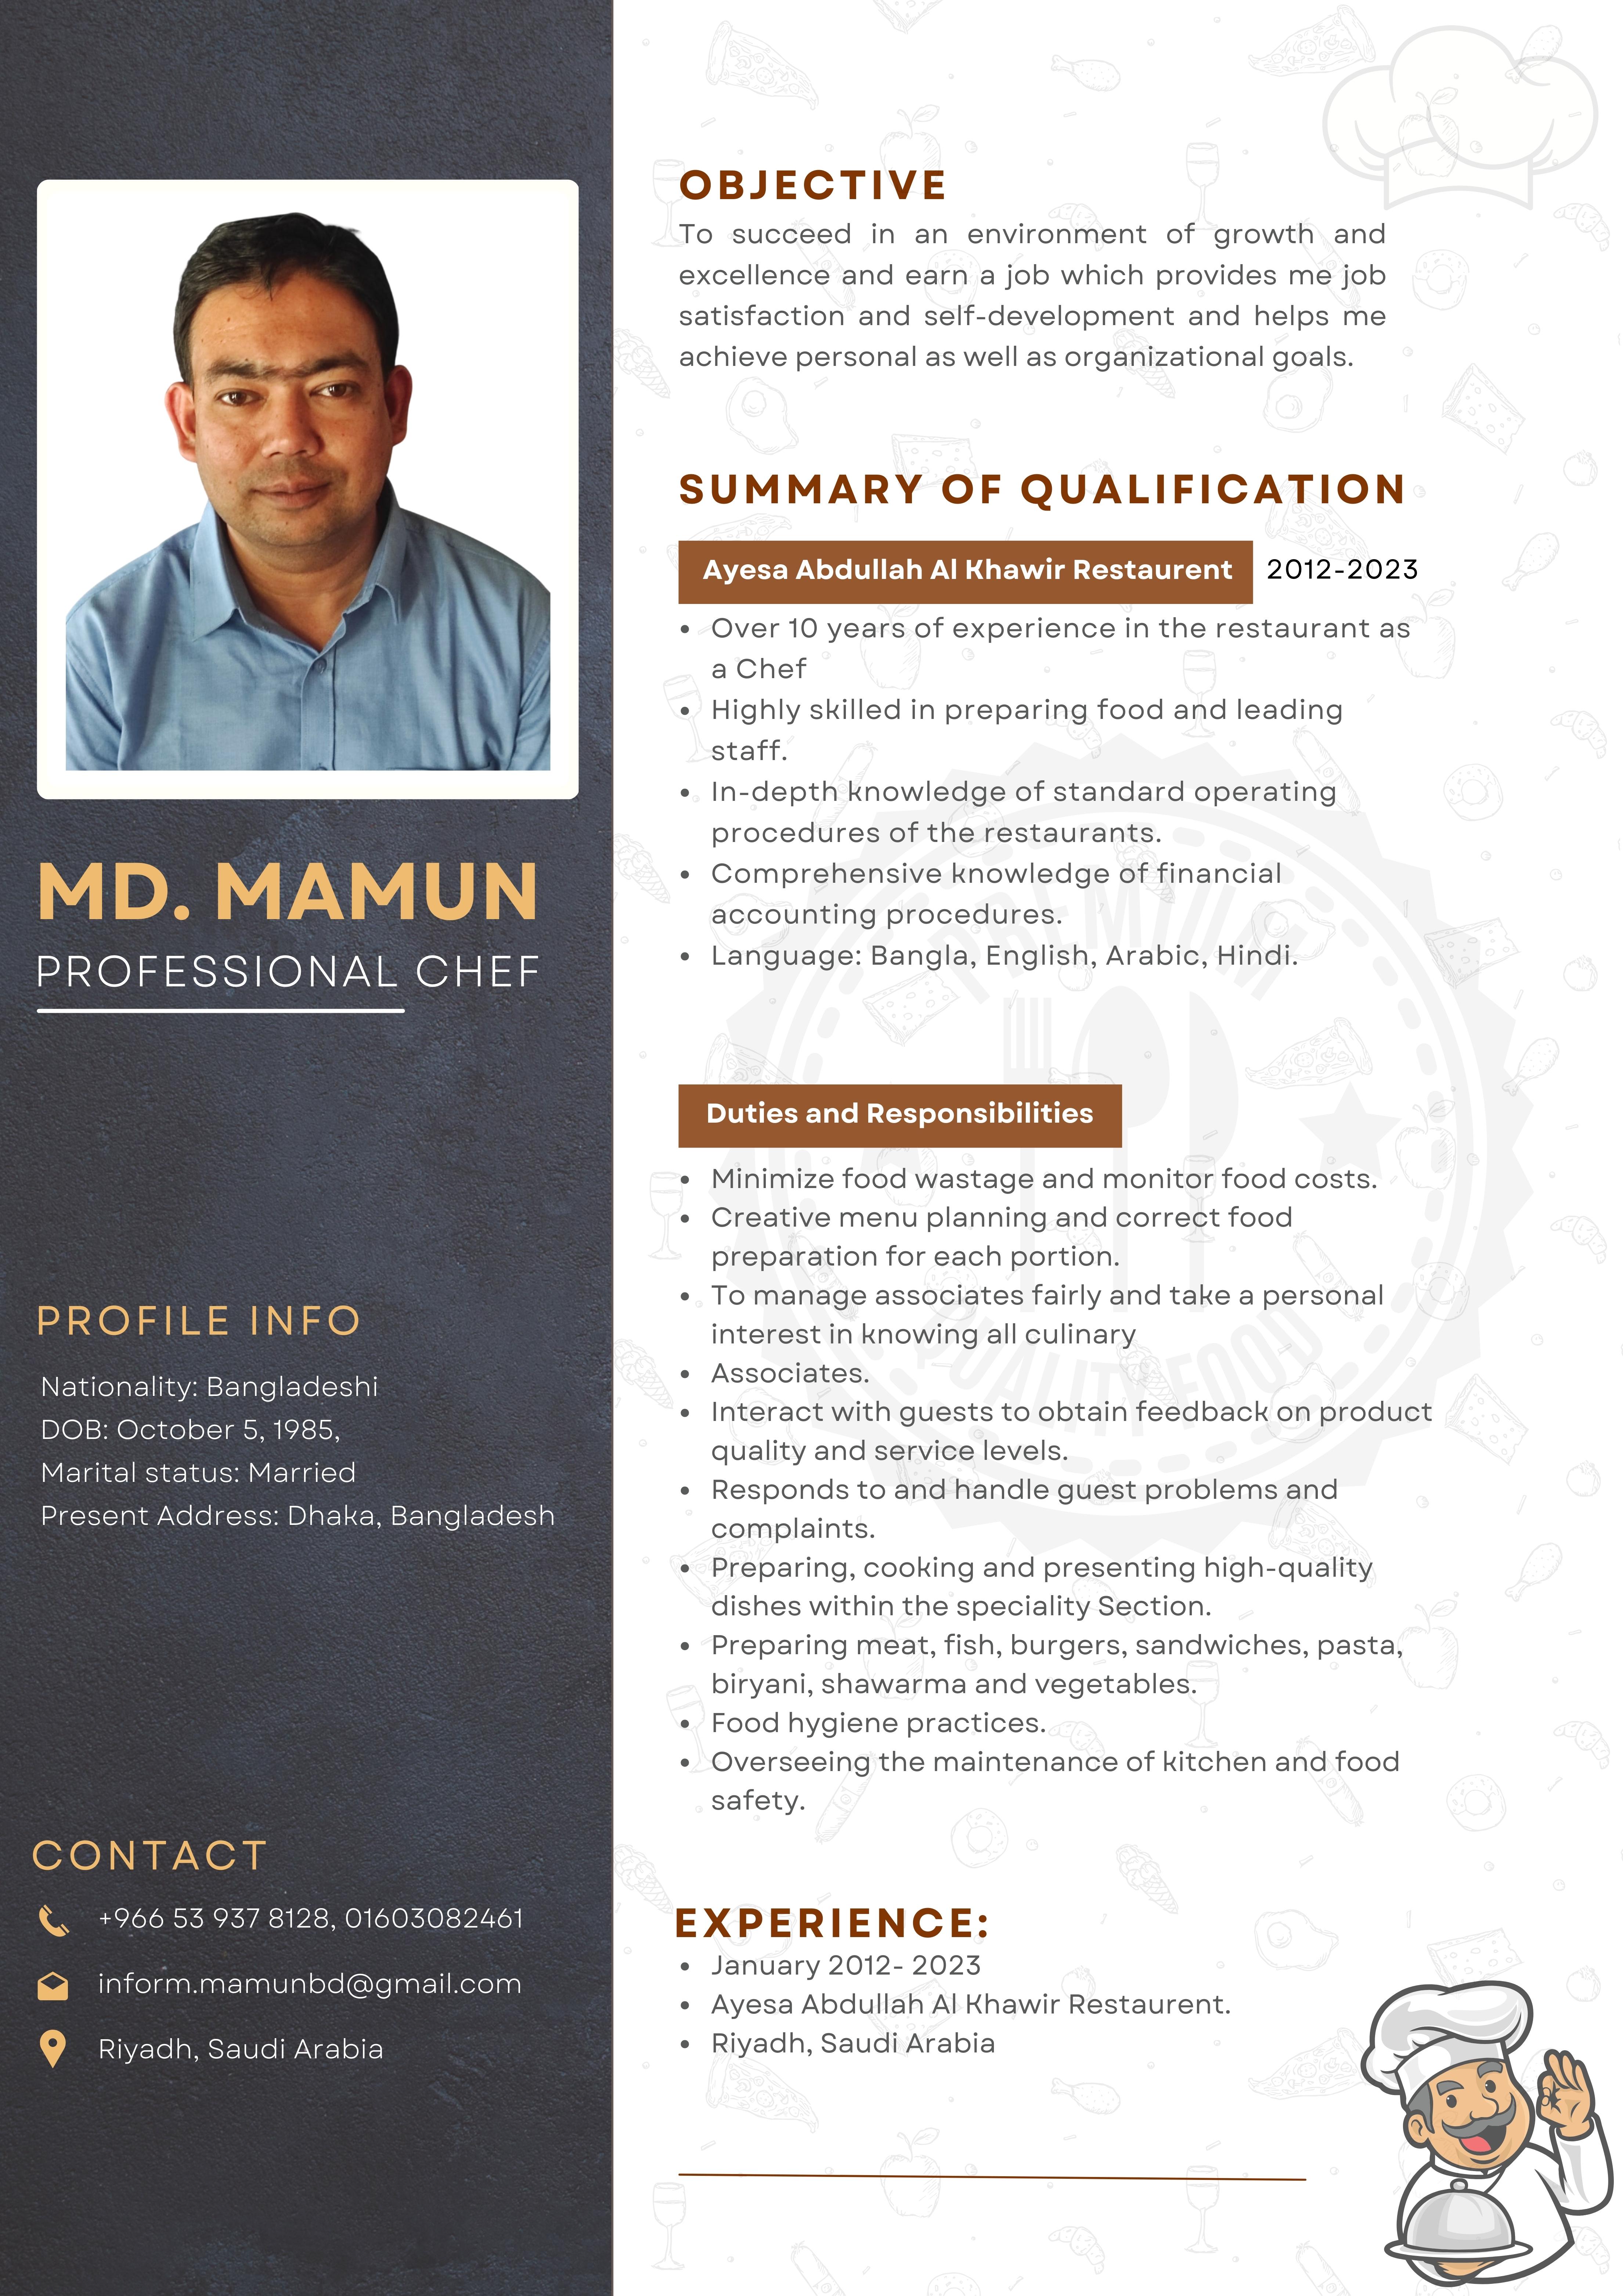 MD. MAMUN
PROFESSIONAL CHEF
PROFILE INFO
Nationality: Bangladeshi
DOB: October 5, 1985,
Marital status: Married
Present Address: Dhaka, Bangladesh
CONTACT
+966 53 937 8128, 01603082461
inform.mamunbd@gmail.com
Riyadh, Saudi Arabia
OBJECTIVE
To succeed in an environment of growth and
excellence and earn a job which provides me job
satisfaction and self-development and helps me
achieve personal as well as organizational goals.
SUMMARY OF QUALIFICATION
Ayesa Abdullah Al Khawir Restaurent 2012-2023
• Over 10 years of experience in the restaurant as
a Chef
• Highly skilled in preparing food and leading
staff.
• In-depth knowledge of standard operating
procedures of the restaurants.
• Comprehensive knowledge of financial
accounting procedures.
• Language: Bangla, English, Arabic, Hindi.
PREMIUM
QUALITY FOOD
Duties and Responsibilities
• Minimize food wastage and monitor food costs.
• Creative menu planning and correct food
preparation for each portion.
• To manage associates fairly and take a personal
interest in knowing all culinary
• Associates.
• Interact with guests to obtain feedback on product
quality and service levels.
• Responds to and handle guest problems and
complaints.
• Preparing, cooking and presenting high-quality
dishes within the speciality Section.
• Preparing meat, fish, burgers, sandwiches, pasta,
biryani, shawarma and vegetables.
• Food hygiene practices.
• Overseeing the maintenance of kitchen and food
safety.
EXPERIENCE:
• January 2012- 2023
• Ayesa Abdullah Al Khawir Restaurent.
• Riyadh, Saudi Arabia